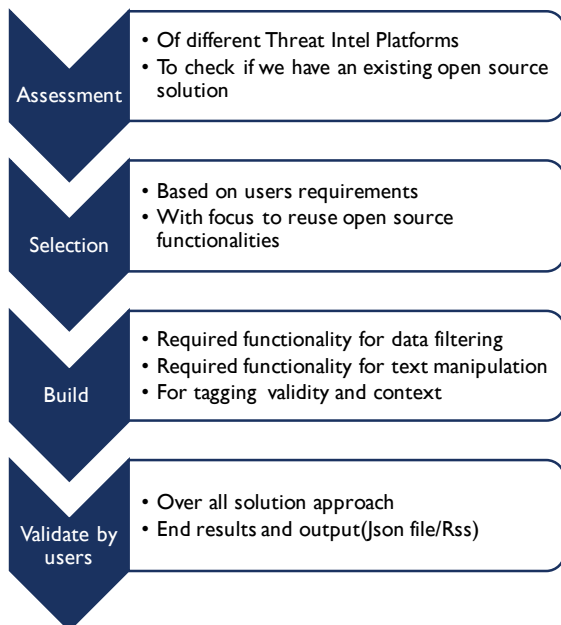 Assessment
• Of different Threat Intel Platforms
• To check if we have an existing open source
solution
Selection
• Based on users requirements
• With focus to reuse open source
functionalities
Build
• Required functionality for data filtering
• Required functionality for text manipulation
• For tagging validity and context
Validate by
users
• Over all solution approach
• End results and output(Json file/Rss)